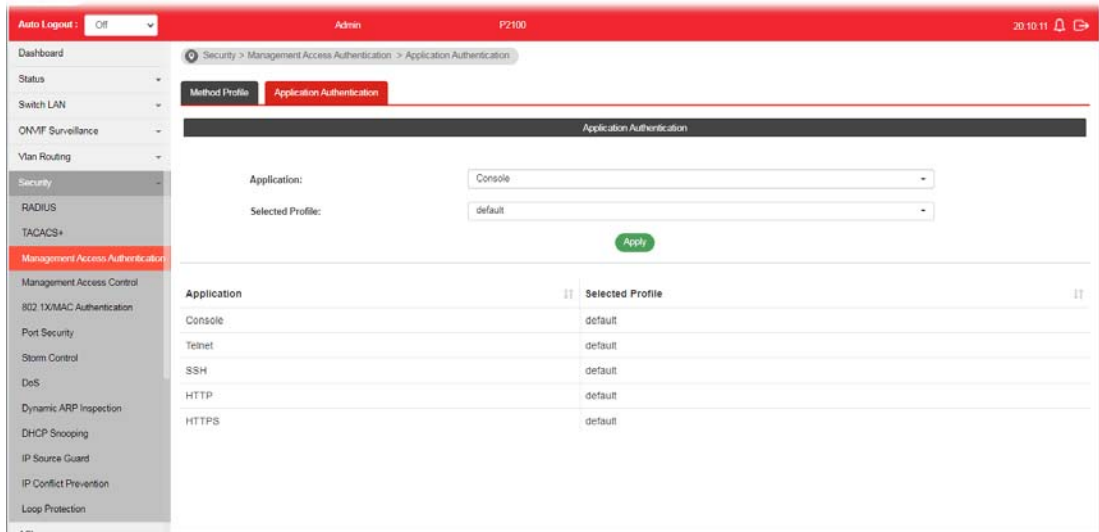 Auto Logout : Off Admin P2100 20:10:11
Dashboard
Status
Switch LAN
ONVIF Surveillance
Vlan Routing
Security
RADIUS
TACACS+
Management Access Authentication
Management Access Control
802.1X/MAC Authentication
Port Security
Storm Control
DoS
Dynamic ARP Inspection
DHCP Snooping
IP Source Guard
IP Conflict Prevention
Loop Protection
Security > Management Access Authentication > Application Authentication
Method Profile Application Authentication
Application Authentication
Application: Console
Selected Profile: default
Apply
Application Selected Profile
Console default
Telnet default
SSH default
HTTP default
HTTPS default